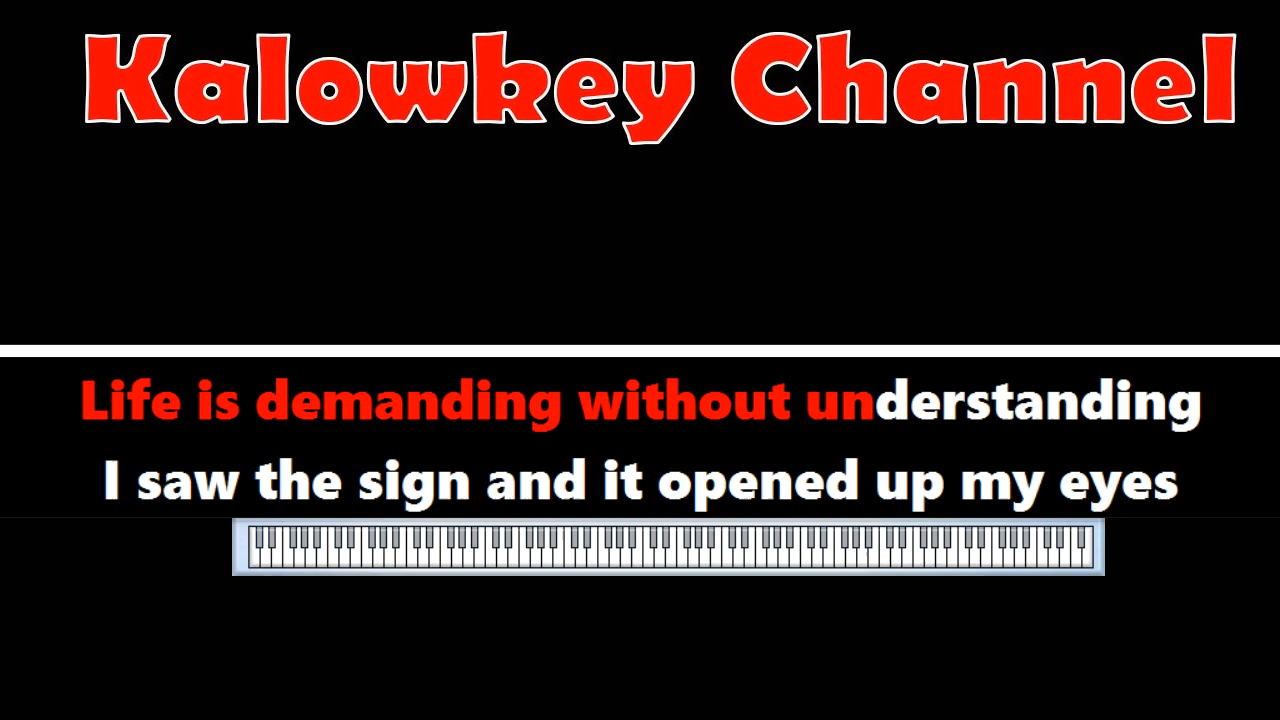 Kalowkey Channel
Life is demanding without understanding
I saw the sign and it opened up my eyes